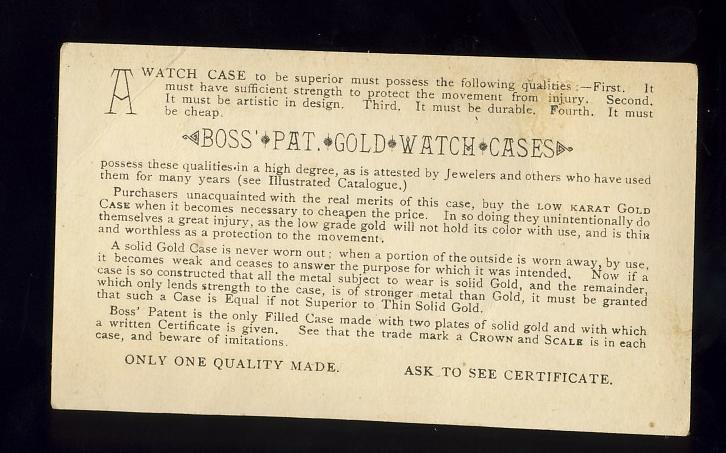 A WATCH CASE to be superior must possess the following qualities :—First. It
must have sufficient strength to protect the movement from injury. Second.
It must be artistic in design. Third. It must be durable. Fourth. It must
be cheap.
BOSS' PAT. GOLD WATCH CASES
possess these qualities in a high degree, as is attested by Jewelers and others who have used
them for many years (see Illustrated Catalogue.)
Purchasers unacquainted with the real merits of this case, buy the LOW KARAT GOLD
CASE when it becomes necessary to cheapen the price. In so doing they unintentionally do
themselves a great injury, as the low grade gold will not hold its color with use, and is thin
and worthless as a protection to the movement.
A solid Gold Case is never worn out; when a portion of the outside is worn away, by use,
it becomes weak and ceases to answer the purpose for which it was intended. Now if a
case is so constructed that all the metal subject to wear is solid Gold, and the remainder,
which only lends strength to the case, is of stronger metal than Gold, it must be granted
that such a Case is Equal if not Superior to Thin Solid Gold.
Boss' Patent is the only Filled Case made with two plates of solid gold and with which
a written Certificate is given. See that the trade mark a CROWN and SCALE is in each
case, and beware of imitations.
ONLY ONE QUALITY MADE. ASK TO SEE CERTIFICATE.